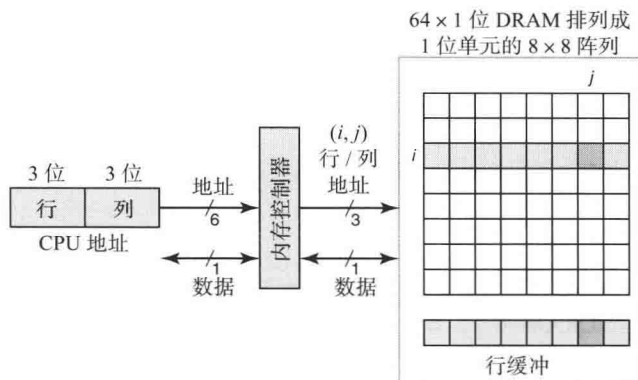 64 × 1 位 DRAM 排列成
1 位单元的 8 × 8 阵列
j
(i, j)
行 / 列
地址
i
3 位 3 位
地址
行 列
6
3
CPU 地址
内存控制器
1
1
数据
数据
行缓冲